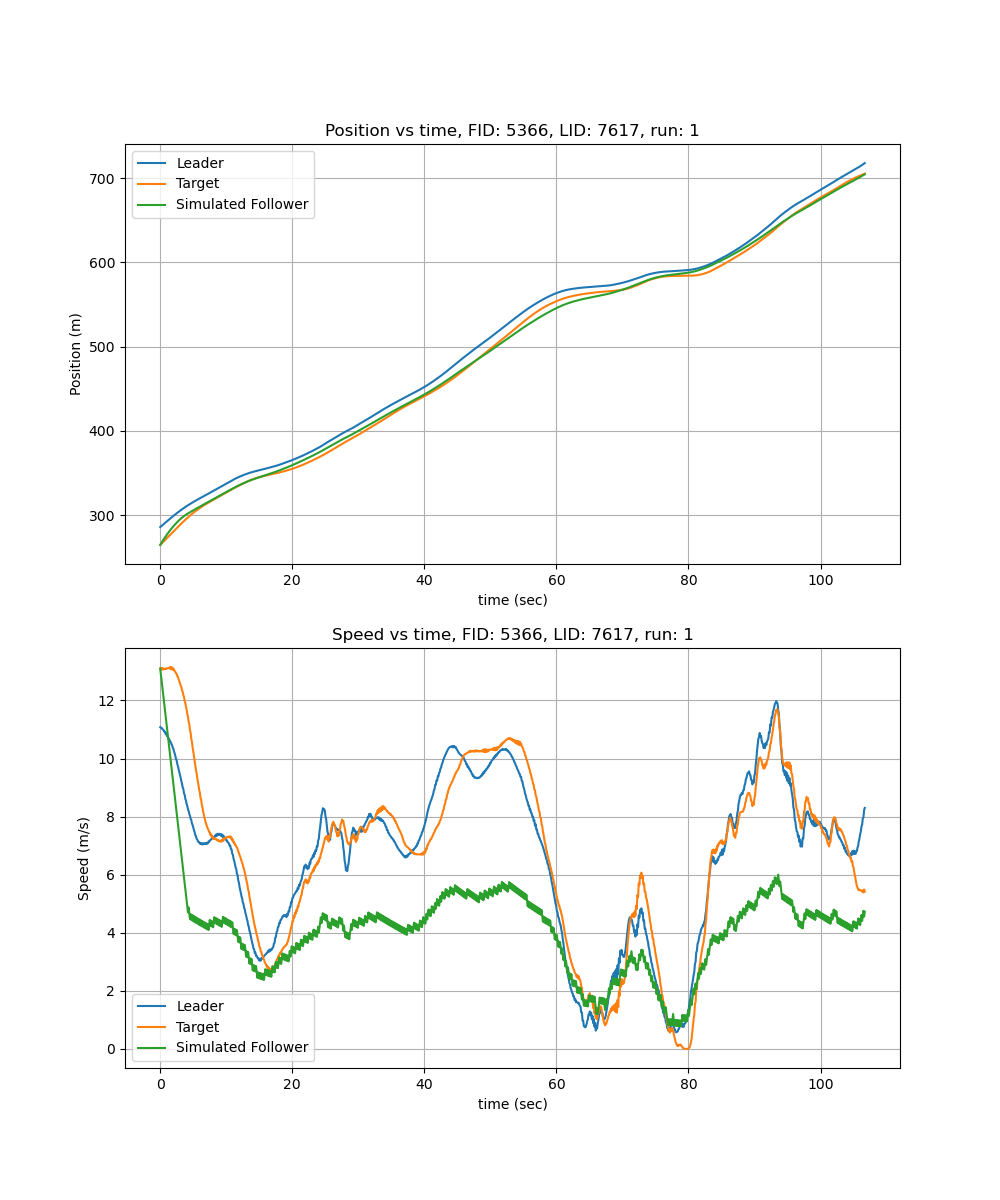 Position vs time, FID: 5366, LID: 7617, run: 1
Leader
Target
Simulated Follower
700
600
500
400
300
Position (m)
0 20 40 60 80 100
time (sec)
Speed vs time, FID: 5366, LID: 7617, run: 1
12
10
8
6
4
2
0
Speed (m/s)
Leader
Target
Simulated Follower
0 20 40 60 80 100
time (sec)